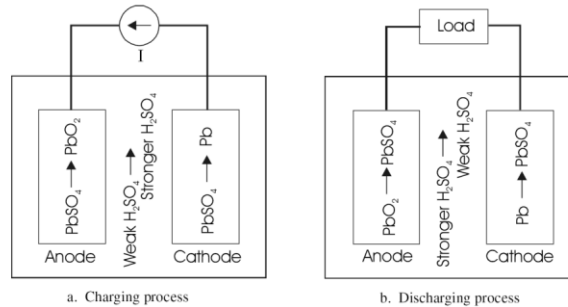 I
PbSO₄ → PbO₂
Anode
Weak H₂SO₄ →
Stronger H₂SO₄
PbSO₄ → Pb
Cathode
a. Charging process
Load
PbO₂ → PbSO₄
Anode
Stronger H₂SO₄ →
Weak H₂SO₄
Pb → PbSO₄
Cathode
b. Discharging process